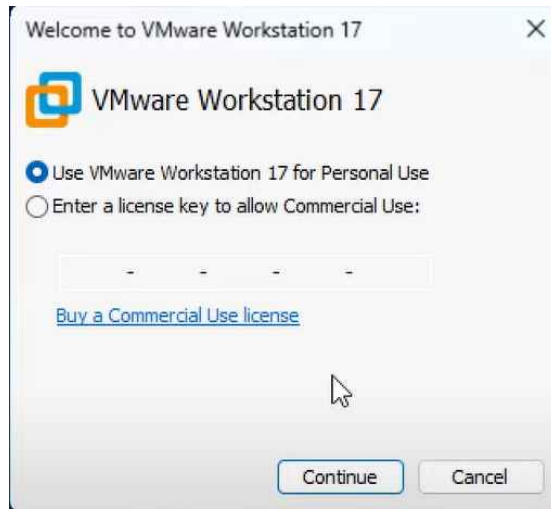 Welcome to VMware Workstation 17
VMware Workstation 17
Use VMware Workstation 17 for Personal Use
Enter a license key to allow Commercial Use:
- - - -
Buy a Commercial Use license
Continue Cancel